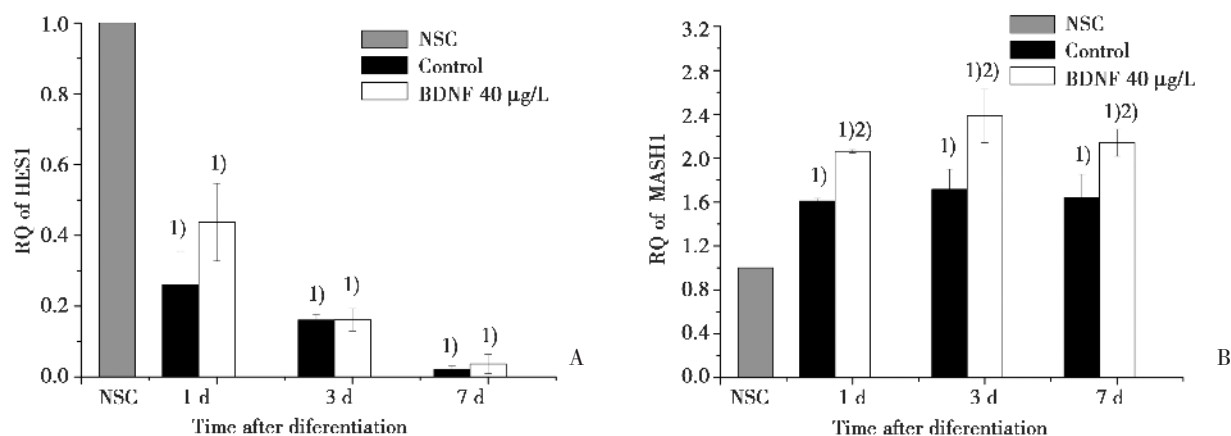 1.0
0.8
0.6
0.4
0.2
0.0
RQ of HES1
NSC
Control
BDNF 40 μg/L
1)
1)
1)
1)
1)
1)
NSC
1 d
3 d
7 d
Time after diferentiation
A
3.2
2.8
2.4
2.0
1.6
1.2
0.8
0.4
0.0
RQ of MASH1
NSC
Control
BDNF 40 μg/L
1)
1)2)
1)
1)2)
1)
1)2)
NSC
1 d
3 d
7 d
Time after diferentiation
B